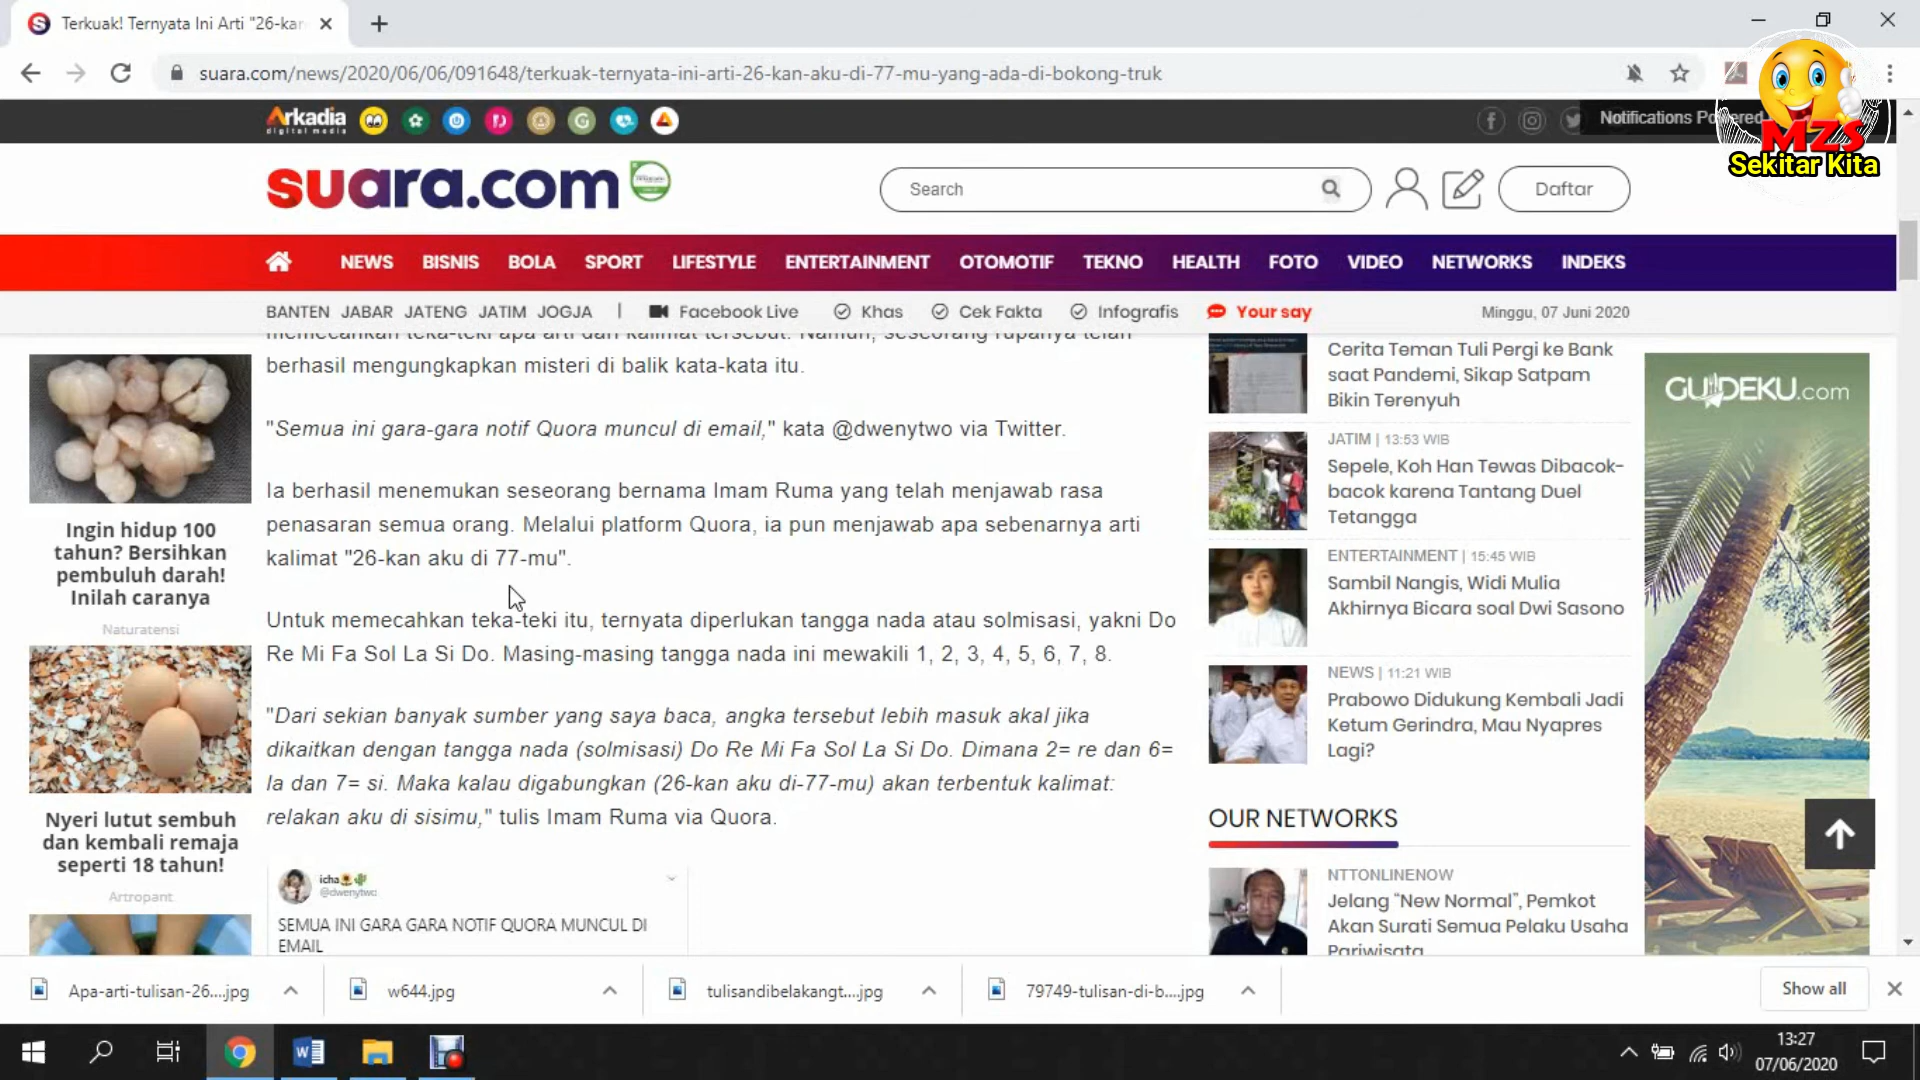 Terkuak! Ternyata Ini Arti "26-kan
suara.com/news/2020/06/06/091648/terkuak-ternyata-ini-arti-26-kan-aku-di-77-mu-yang-ada-di-bokong-truk
Arkadia
digital media
Notifications Powered
MZS
Sekitar Kita
suara.com
Search
Daftar
NEWS BISNIS BOLA SPORT LIFESTYLE ENTERTAINMENT OTOMOTIF TEKNO HEALTH FOTO VIDEO NETWORKS INDEKS
BANTEN JABAR JATENG JATIM JOGJA | Facebook Live Khas Cek Fakta Infografis Your say Minggu, 07 Juni 2020
memecahkan teka-teki apa arti dari kalimat tersebut. Namun, seseorang rupanya telah
berhasil mengungkapkan misteri di balik kata-kata itu.
"Semua ini gara-gara notif Quora muncul di email," kata @dwenytwo via Twitter.
Ia berhasil menemukan seseorang bernama Imam Ruma yang telah menjawab rasa
penasaran semua orang. Melalui platform Quora, ia pun menjawab apa sebenarnya arti
kalimat "26-kan aku di 77-mu".
Untuk memecahkan teka-teki itu, ternyata diperlukan tangga nada atau solmisasi, yakni Do
Re Mi Fa Sol La Si Do. Masing-masing tangga nada ini mewakili 1, 2, 3, 4, 5, 6, 7, 8.
"Dari sekian banyak sumber yang saya baca, angka tersebut lebih masuk akal jika
dikaitkan dengan tangga nada (solmisasi) Do Re Mi Fa Sol La Si Do. Dimana 2= re dan 6=
la dan 7= si. Maka kalau digabungkan (26-kan aku di-77-mu) akan terbentuk kalimat:
relakan aku di sisimu," tulis Imam Ruma via Quora.
icha
@dwenytwo
SEMUA INI GARA GARA NOTIF QUORA MUNCUL DI
EMAIL
Ingin hidup 100
tahun? Bersihkan
pembuluh darah!
Inilah caranya
Naturatensi
Nyeri lutut sembuh
dan kembali remaja
seperti 18 tahun!
Artropant
Cerita Teman Tuli Pergi ke Bank
saat Pandemi, Sikap Satpam
Bikin Terenyuh
JATIM | 13:53 WIB
Sepele, Koh Han Tewas Dibacok-
bacok karena Tantang Duel
Tetangga
ENTERTAINMENT | 15:45 WIB
Sambil Nangis, Widi Mulia
Akhirnya Bicara soal Dwi Sasono
NEWS | 11:21 WIB
Prabowo Didukung Kembali Jadi
Ketum Gerindra, Mau Nyapres
Lagi?
OUR NETWORKS
NTTONLINENOW
Jelang “New Normal”, Pemkot
Akan Surati Semua Pelaku Usaha
Pariwisata
GUIDEKU.com
Apa-arti-tulisan-26....jpg
w644.jpg
tulisandibelakangt....jpg
79749-tulisan-di-b....jpg
Show all
13:27
07/06/2020